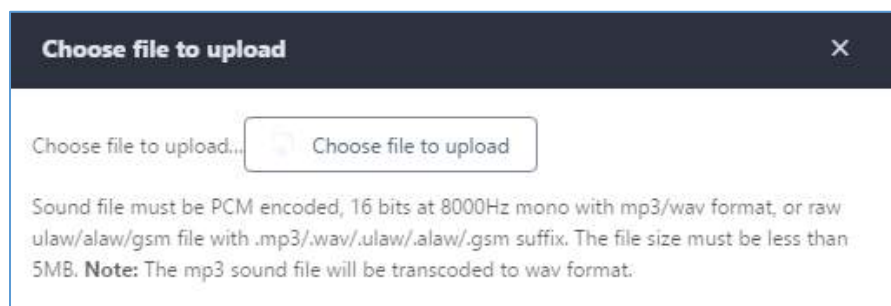 Choose file to upload ×
Choose file to upload... Choose file to upload
Sound file must be PCM encoded, 16 bits at 8000Hz mono with mp3/wav format, or raw
ulaw/alaw/gsm file with .mp3/.wav/.ulaw/.alaw/.gsm suffix. The file size must be less than
5MB. Note: The mp3 sound file will be transcoded to wav format.